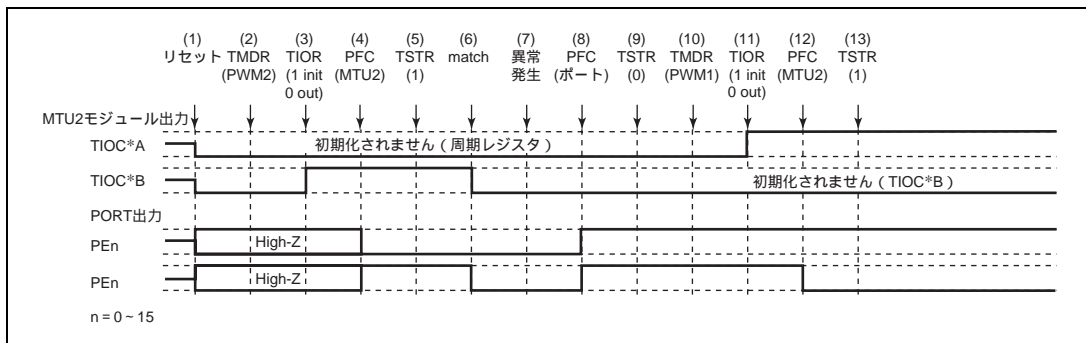 (1) (2) (3) (4) (5) (6) (7) (8) (9) (10) (11) (12) (13)
リセット TMDR TIOR PFC TSTR match 異常 PFC TSTR TMDR TIOR PFC TSTR
(PWM2) (1 init (MTU2) (1) 発生 (ポート) (0) (PWM1) (1 init (MTU2) (1)
0 out) 0 out)
MTU2モジュール出力
TIOC*A 初期化されません（周期レジスタ）
TIOC*B 初期化されません（TIOC*B）
PORT出力
PEn High-Z
PEn High-Z
n = 0 ~ 15